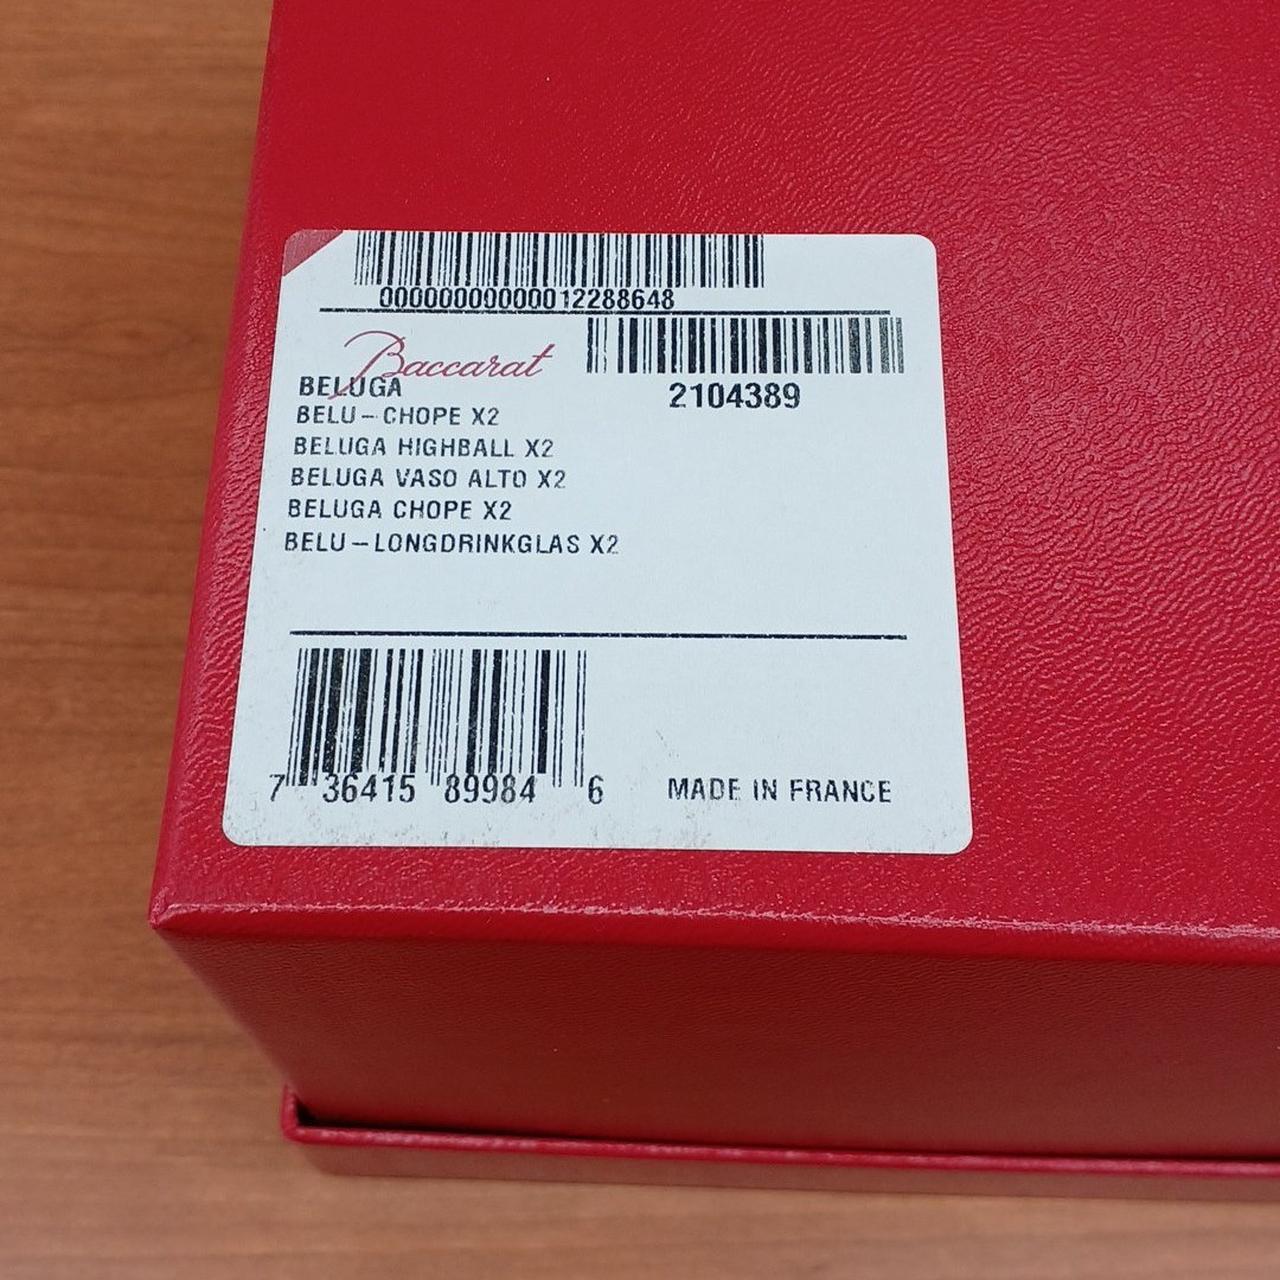 00000000000012288648
Baccarat
2104389
BELUGA
BELU-CHOPE X2
BELUGA HIGHBALL X2
BELUGA VASO ALTO X2
BELUGA CHOPE X2
BELU-LONGDRINKGLAS X2
7 36415 89984 6
MADE IN FRANCE